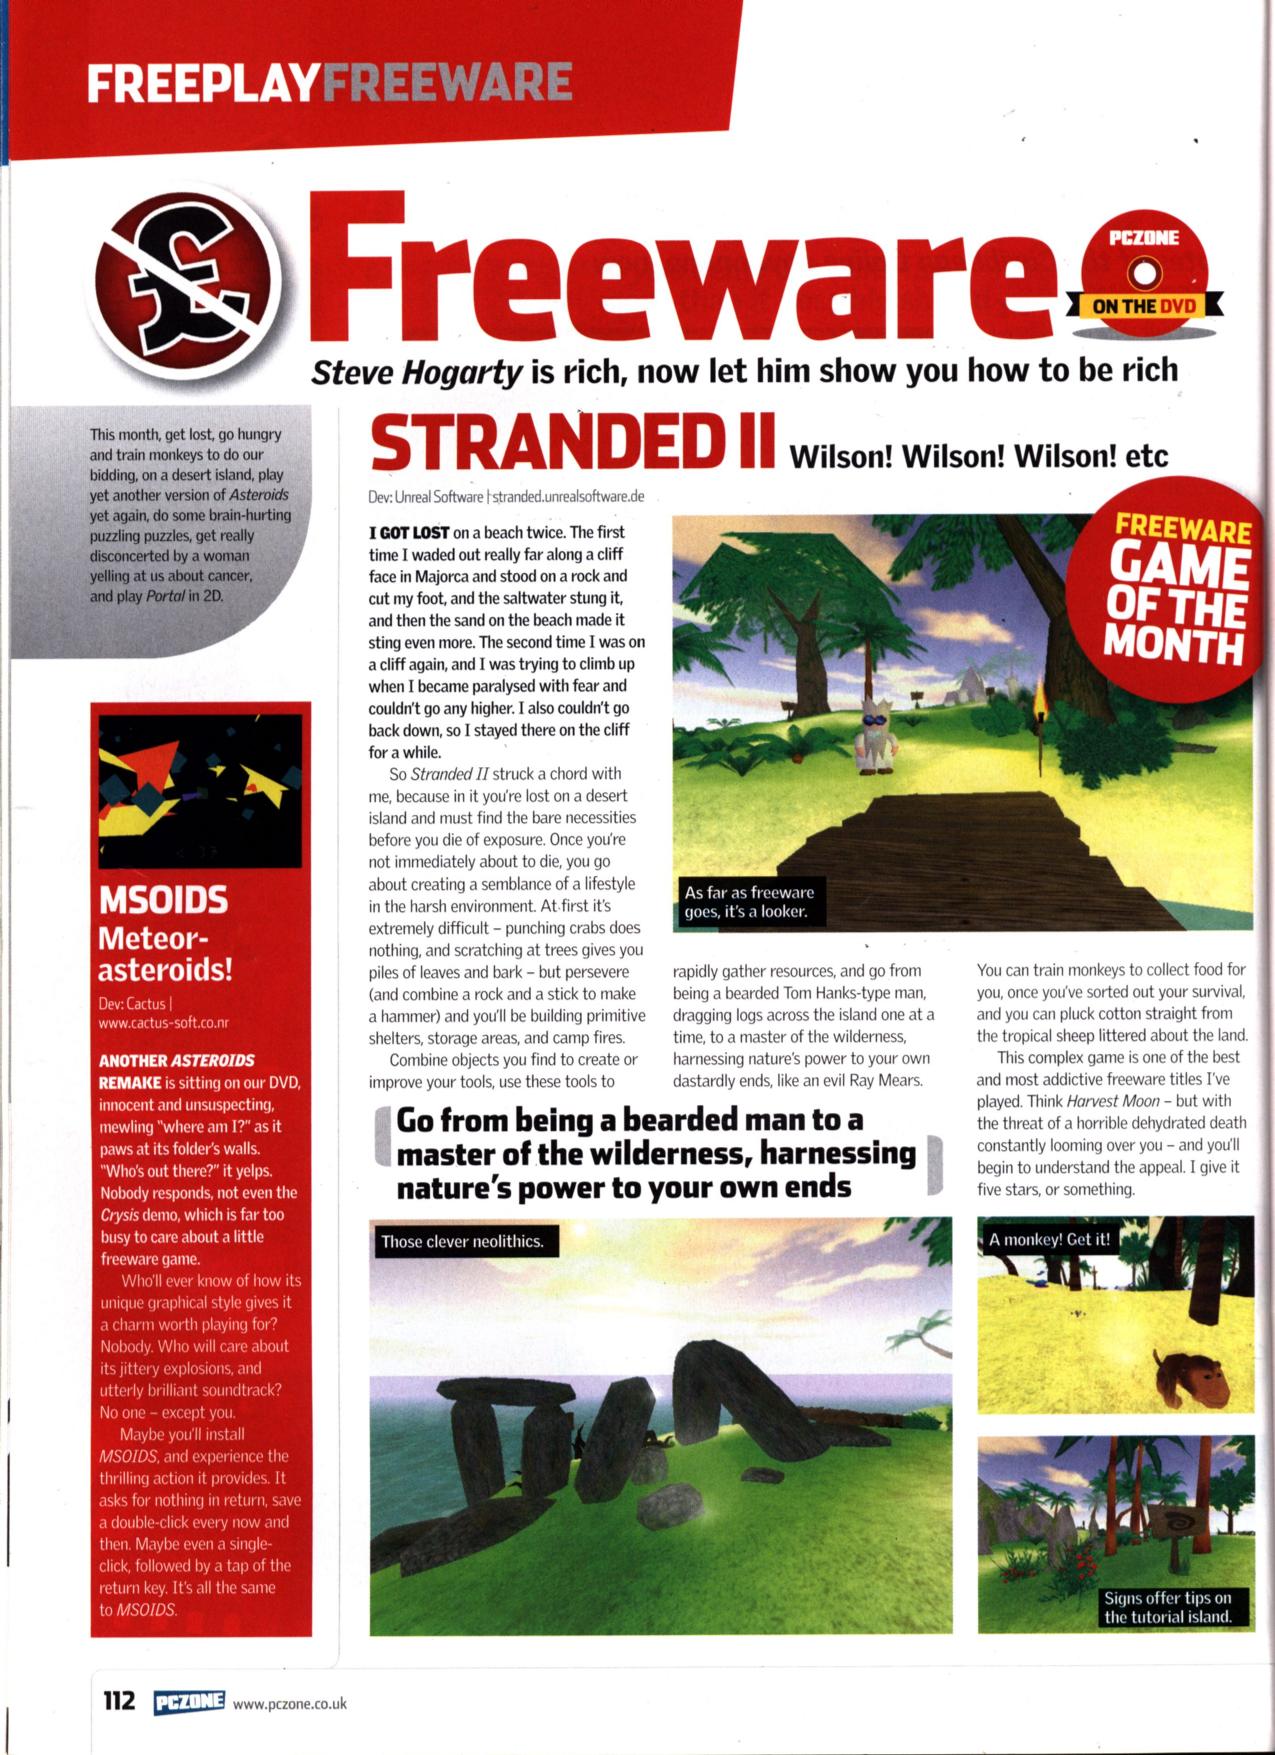 FREEPLAYFREEWARE
£
Freeware
PCZONE
ON THE DVD
Steve Hogarty is rich, now let him show you how to be rich
This month, get lost, go hungry
and train monkeys to do our
bidding, on a desert island, play
yet another version of Asteroids
yet again, do some brain-hurting
puzzling puzzles, get really
disconcerted by a woman
yelling at us about cancer,
and play Portal in 2D.
MSOIDS
Meteor-
asteroids!
Dev: Cactus |
www.cactus-soft.co.nr
ANOTHER ASTEROIDS
REMAKE is sitting on our DVD,
innocent and unsuspecting,
mewling "where am I?" as it
paws at its folder's walls.
"Who's out there?" it yelps.
Nobody responds, not even the
Crysis demo, which is far too
busy to care about a little
freeware game.
Who'll ever know of how its
unique graphical style gives it
a charm worth playing for?
Nobody. Who will care about
its jittery explosions, and
utterly brilliant soundtrack?
No one – except you.
Maybe you'll install
MSOIDS, and experience the
thrilling action it provides. It
asks for nothing in return, save
a double-click every now and
then. Maybe even a single-
click, followed by a tap of the
return key. It's all the same
to MSOIDS.
STRANDED II Wilson! Wilson! Wilson! etc
Dev: Unreal Software | stranded.unrealsoftware.de
FREEWARE
GAME
OF THE
MONTH
I GOT LOST on a beach twice. The first
time I waded out really far along a cliff
face in Majorca and stood on a rock and
cut my foot, and the saltwater stung it,
and then the sand on the beach made it
sting even more. The second time I was on
a cliff again, and I was trying to climb up
when I became paralysed with fear and
couldn't go any higher. I also couldn't go
back down, so I stayed there on the cliff
for a while.
So Stranded II struck a chord with
me, because in it you're lost on a desert
island and must find the bare necessities
before you die of exposure. Once you're
not immediately about to die, you go
about creating a semblance of a lifestyle
in the harsh environment. At first it's
extremely difficult – punching crabs does
nothing, and scratching at trees gives you
piles of leaves and bark – but persevere
(and combine a rock and a stick to make
a hammer) and you'll be building primitive
shelters, storage areas, and camp fires.
Combine objects you find to create or
improve your tools, use these tools to
As far as freeware
goes, it's a looker.
rapidly gather resources, and go from
being a bearded Tom Hanks-type man,
dragging logs across the island one at a
time, to a master of the wilderness,
harnessing nature's power to your own
dastardly ends, like an evil Ray Mears.
You can train monkeys to collect food for
you, once you've sorted out your survival,
and you can pluck cotton straight from
the tropical sheep littered about the land.
This complex game is one of the best
and most addictive freeware titles I've
played. Think Harvest Moon – but with
the threat of a horrible dehydrated death
constantly looming over you – and you'll
begin to understand the appeal. I give it
five stars, or something.
Go from being a bearded man to a
master of the wilderness, harnessing
nature's power to your own ends
Those clever neolithics.
A monkey! Get it!
Signs offer tips on
the tutorial island.
112 PCZONE www.pczone.co.uk